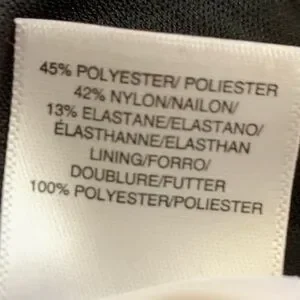 45% POLYESTER/ POLIESTER
42% NYLON/NAILON/
13% ELASTANE/ELASTANO/
ÉLASTHANNE/ELASTHAN
LINING/FORRO/
DOUBLURE/FUTTER
100% POLYESTER/POLIESTER